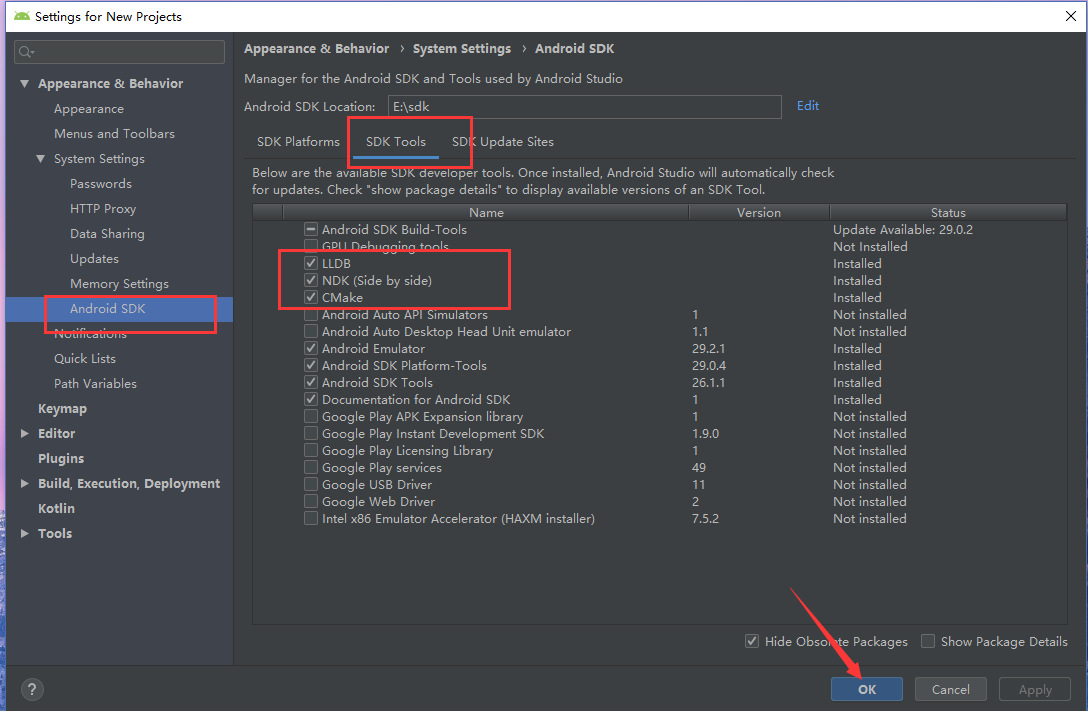 Settings for New Projects
Appearance & Behavior
Appearance
Menus and Toolbars
System Settings
Passwords
HTTP Proxy
Data Sharing
Updates
Memory Settings
Android SDK
Notifications
Quick Lists
Path Variables
Keymap
Editor
Plugins
Build, Execution, Deployment
Kotlin
Tools
Appearance & Behavior › System Settings › Android SDK
Manager for the Android SDK and Tools used by Android Studio
Android SDK Location: E:\sdk Edit
SDK Platforms SDK Tools SDK Update Sites
Below are the available SDK developer tools. Once installed, Android Studio will automatically check
for updates. Check "show package details" to display available versions of an SDK Tool.
Name Version Status
Android SDK Build-Tools Update Available: 29.0.2
GPU Debugging tools Not Installed
LLDB Installed
NDK (Side by side) Installed
CMake Installed
Android Auto API Simulators 1 Not installed
Android Auto Desktop Head Unit emulator 1.1 Not installed
Android Emulator 29.2.1 Installed
Android SDK Platform-Tools 29.0.4 Installed
Android SDK Tools 26.1.1 Installed
Documentation for Android SDK 1 Installed
Google Play APK Expansion library 1 Not installed
Google Play Instant Development SDK 1.9.0 Not installed
Google Play Licensing Library 1 Not installed
Google Play services 49 Not installed
Google USB Driver 11 Not installed
Google Web Driver 2 Not installed
Intel x86 Emulator Accelerator (HAXM installer) 7.5.2 Not installed
Hide Obsolete Packages Show Package Details
? OK Cancel Apply